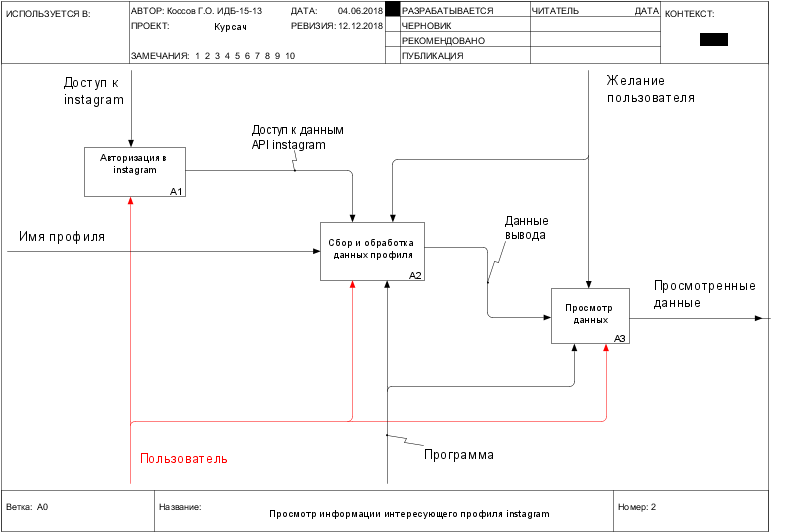 ИСПОЛЬЗУЕТСЯ В:
АВТОР: Коссов Г.О. ИДБ-15-13
ДАТА: 04.06.2018
ПРОЕКТ: Курсач
РЕВИЗИЯ: 12.12.2018
ЗАМЕЧАНИЯ: 1 2 3 4 5 6 7 8 9 10
РАЗРАБАТЫВАЕТСЯ
ЧЕРНОВИК
РЕКОМЕНДОВАНО
ПУБЛИКАЦИЯ
ЧИТАТЕЛЬ ДАТА
КОНТЕКСТ:
Доступ к
instagram
Желание
пользователя
Доступ к данным
API instagram
Авторизация в
instagram
A1
Имя профиля
Сбор и обработка
данных профиля
A2
Данные
вывода
Просмотр
данных
A3
Просмотренные
данные
Пользователь
Программа
Ветка: A0
Название:
Просмотр информации интересующего профиля instagram
Номер: 2